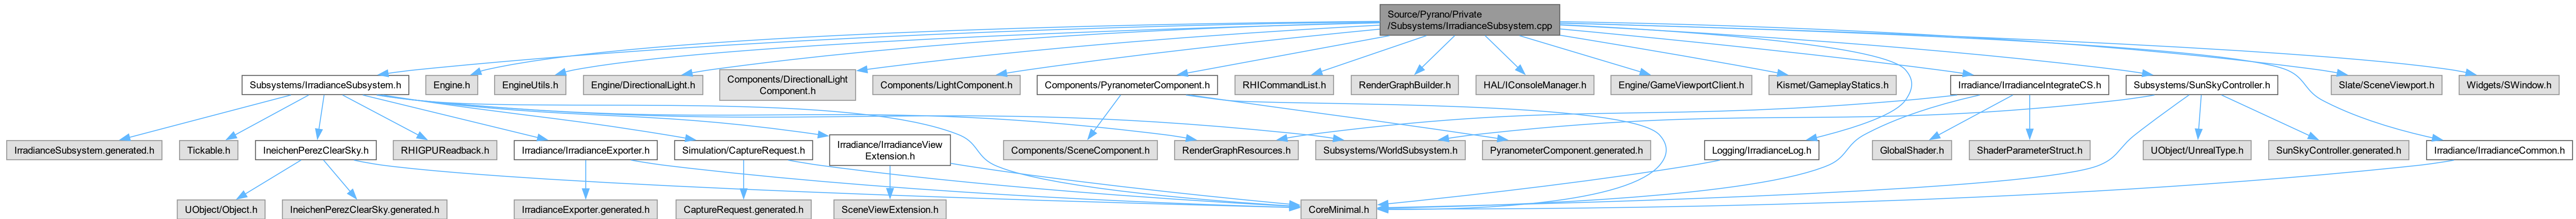 Source/Pyrano/Private
/Subsystems/IrradianceSubsystem.cpp
Subsystems/IrradianceSubsystem.h
Engine.h
EngineUtils.h
Engine/DirectionalLight.h
Components/DirectionalLight
Component.h
Components/LightComponent.h
Components/PyranometerComponent.h
RHICommandList.h
RenderGraphBuilder.h
HAL/IConsoleManager.h
Engine/GameViewportClient.h
Kismet/GameplayStatics.h
Irradiance/IrradianceIntegrateCS.h
Subsystems/SunSkyController.h
Slate/SceneViewport.h
Widgets/SWindow.h
IrradianceSubsystem.generated.h
Tickable.h
IneichenPerezClearSky.h
RHIGPUReadback.h
Irradiance/IrradianceExporter.h
Simulation/CaptureRequest.h
Irradiance/IrradianceView
Extension.h
Components/SceneComponent.h
RenderGraphResources.h
Subsystems/WorldSubsystem.h
PyranometerComponent.generated.h
Logging/IrradianceLog.h
GlobalShader.h
ShaderParameterStruct.h
UObject/UnrealType.h
SunSkyController.generated.h
Irradiance/IrradianceCommon.h
UObject/Object.h
IneichenPerezClearSky.generated.h
IrradianceExporter.generated.h
CaptureRequest.generated.h
SceneViewExtension.h
CoreMinimal.h